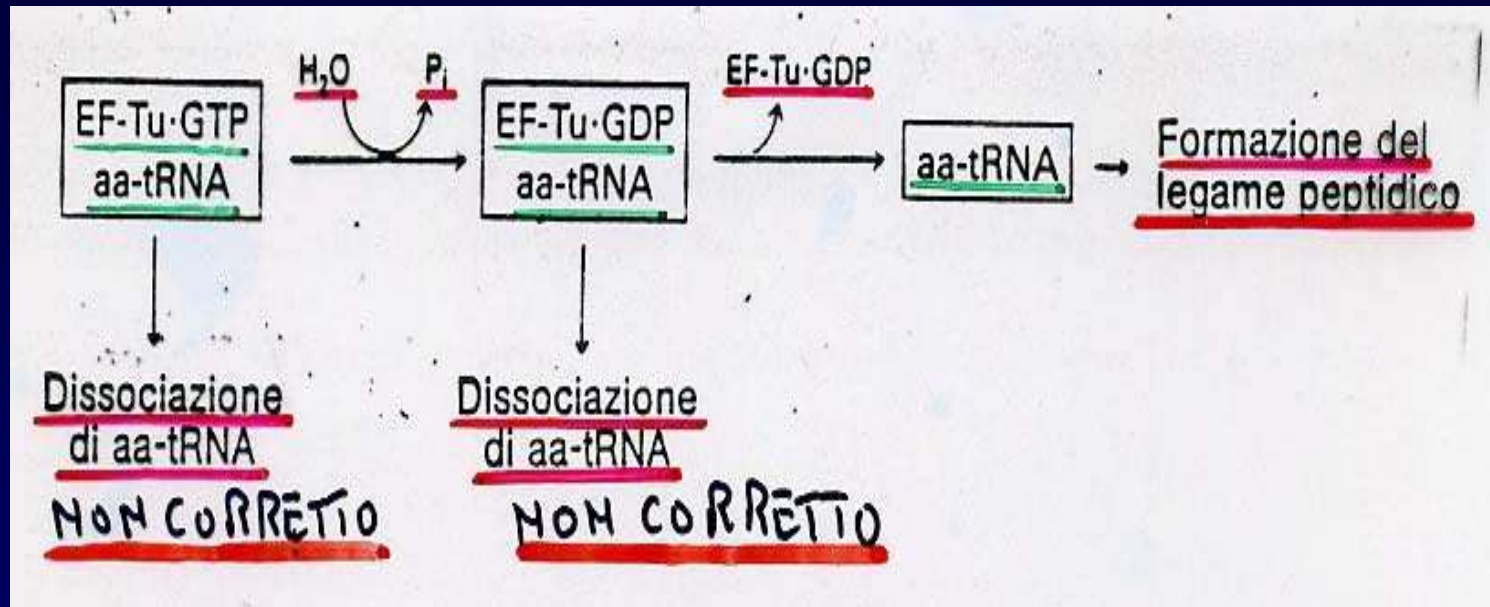 H₂O
Pᵢ
EF-Tu·GDP
EF-Tu·GTP
aa-tRNA
EF-Tu·GDP
aa-tRNA
aa-tRNA
Formazione del
legame peptidico
Dissociazione
di aa-tRNA
NON CORRETTO
Dissociazione
di aa-tRNA
NON CORRETTO